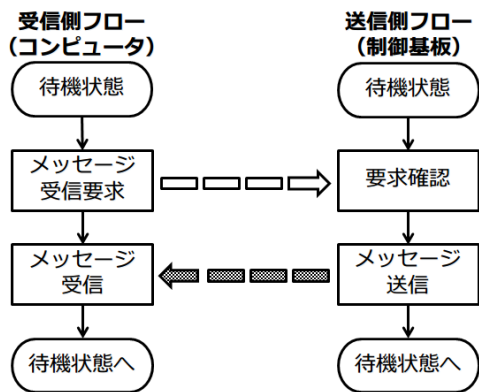 受信側フロー
(コンピュータ)
待機状態
メッセージ
受信要求
メッセージ
受信
待機状態へ
送信側フロー
(制御基板)
待機状態
要求確認
メッセージ
送信
待機状態へ